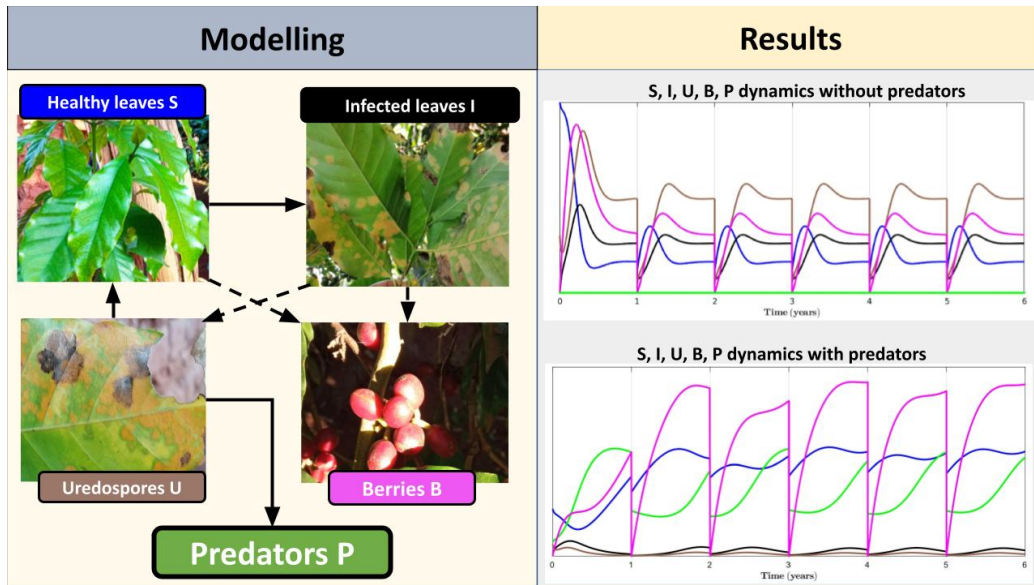 Modelling
Healthy leaves S
Infected leaves I
Uredospores U
Berries B
Predators P
Results
S, I, U, B, P dynamics without predators
0 1 2 3 4 5 6
Time (years)
S, I, U, B, P dynamics with predators
0 1 2 3 4 5 6
Time (years)